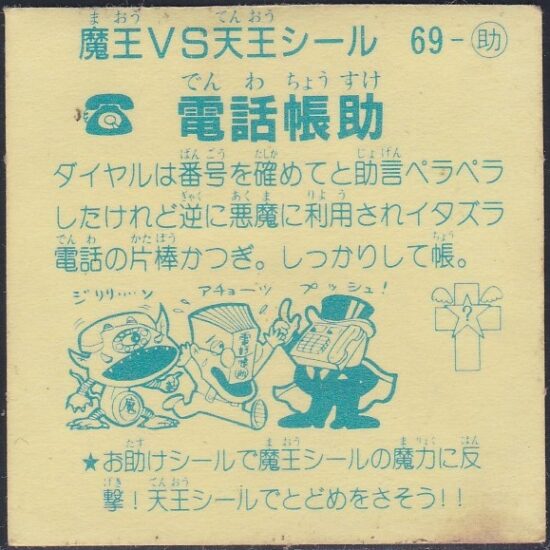 魔王VS天王シール 69-助
電話帳助
ダイヤルは番号を確めてと助言ペラペラ
したけれど逆に悪魔に利用されイタズラ
電話の片棒かつぎ。しっかりして帳。
ジリリ……ン アチョーッ プッシュ!
?
魔
★お助けシールで魔王シールの魔力に反
撃!天王シールでとどめをさそう!!